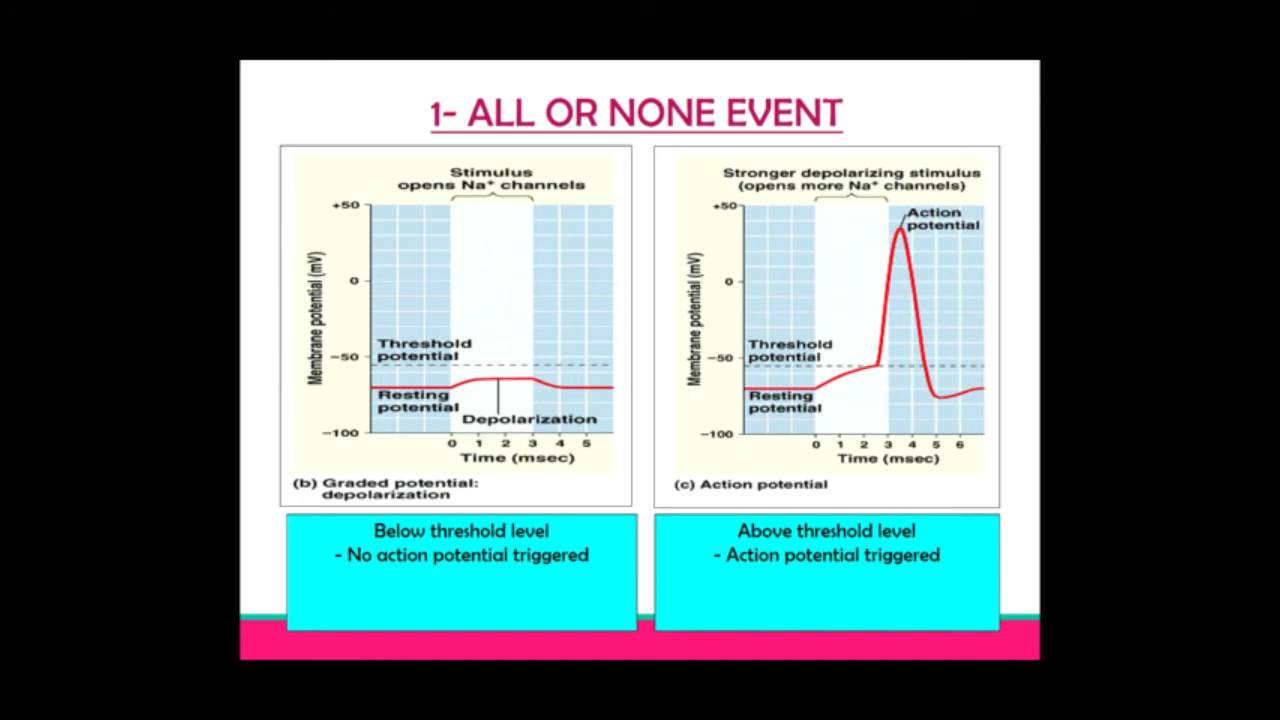 1- ALL OR NONE EVENT
Stimulus
opens Na⁺ channels
+50
0
−50
−100
Membrane potential (mV)
Threshold
potential
Resting
potential
Depolarization
0 1 2 3 4 5
Time (msec)
(b) Graded potential:
depolarization
Stronger depolarizing stimulus
(opens more Na⁺ channels)
+50
0
−50
−100
Membrane potential (mV)
Action
potential
Threshold
potential
Resting
potential
0 1 2 3 4 5 6
Time (msec)
(c) Action potential
Below threshold level
- No action potential triggered
Above threshold level
- Action potential triggered